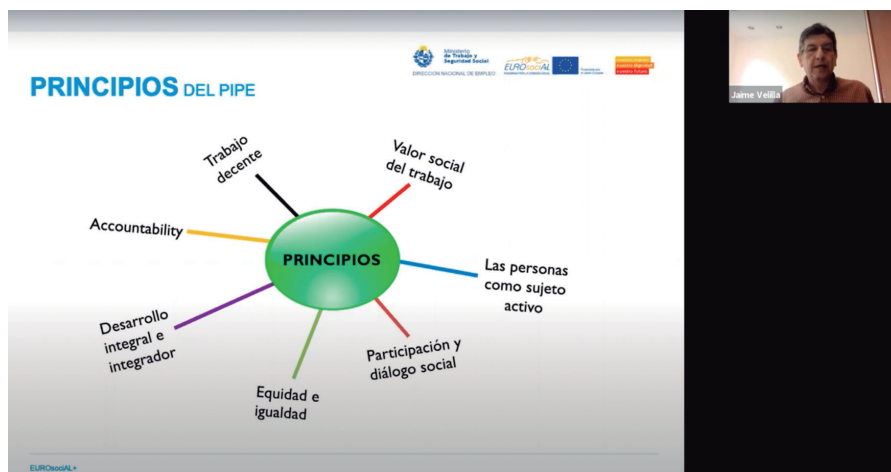 Ministerio
de Trabajo y
Seguridad Social
DIRECCION NACIONAL DE EMPLEO
EUROsociAL
PRINCIPIOS DEL PIPE
Jaime Velilla
Trabajo
decente
Valor social
del trabajo
Accountability
PRINCIPIOS
Las personas
como sujeto
activo
Desarrollo
integral e
integrador
Participación y
diálogo social
Equidad e
igualdad
EUROsociAL+